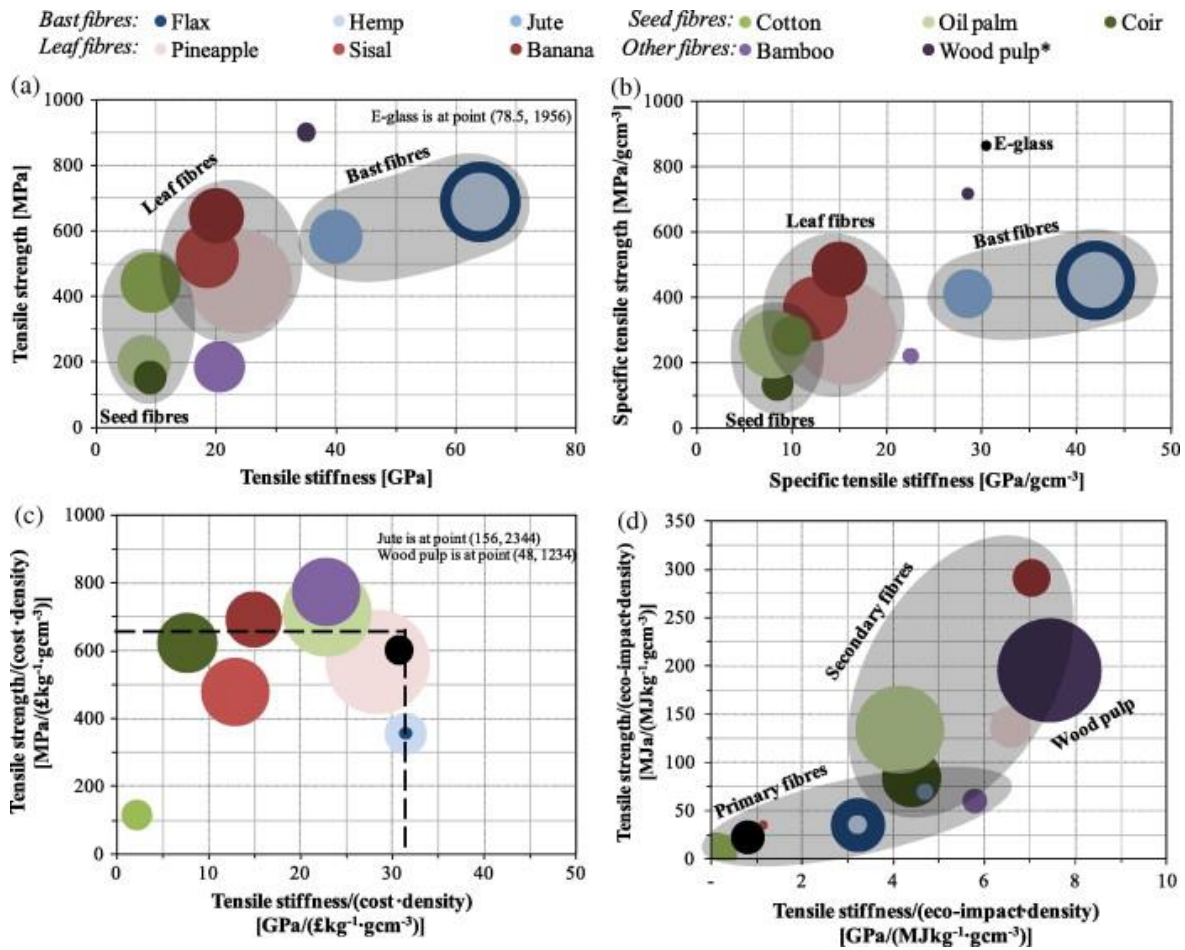 Bast fibres: Flax Hemp Jute Seed fibres: Cotton Oil palm Coir
Leaf fibres: Pineapple Sisal Banana Other fibres: Bamboo Wood pulp*
(a)
1000
800
600
400
200
0
Tensile strength [MPa]
E-glass is at point (78.5, 1956)
Leaf fibres
Bast fibres
Seed fibres
0 20 40 60 80
Tensile stiffness [GPa]
(b)
1000
800
600
400
200
0
Specific tensile strength [MPa/gcm⁻³]
E-glass
Leaf fibres
Bast fibres
Seed fibres
0 10 20 30 40 50
Specific tensile stiffness [GPa/gcm⁻³]
(c)
1000
800
600
400
200
0
Tensile strength/(cost·density)
[MPa/(£kg⁻¹·gcm⁻³)]
Jute is at point (156, 2344)
Wood pulp is at point (48, 1234)
0 10 20 30 40 50
Tensile stiffness/(cost·density)
[GPa/(£kg⁻¹·gcm⁻³)]
(d)
350
300
250
200
150
100
50
0
Tensile strength/(eco-impact·density)
[MJa/(MJkg⁻¹·gcm⁻³)]
Secondary fibres
Primary fibres
Wood pulp
- 2 4 6 8 10
Tensile stiffness/(eco-impact·density)
[GPa/(MJkg⁻¹·gcm⁻³)]